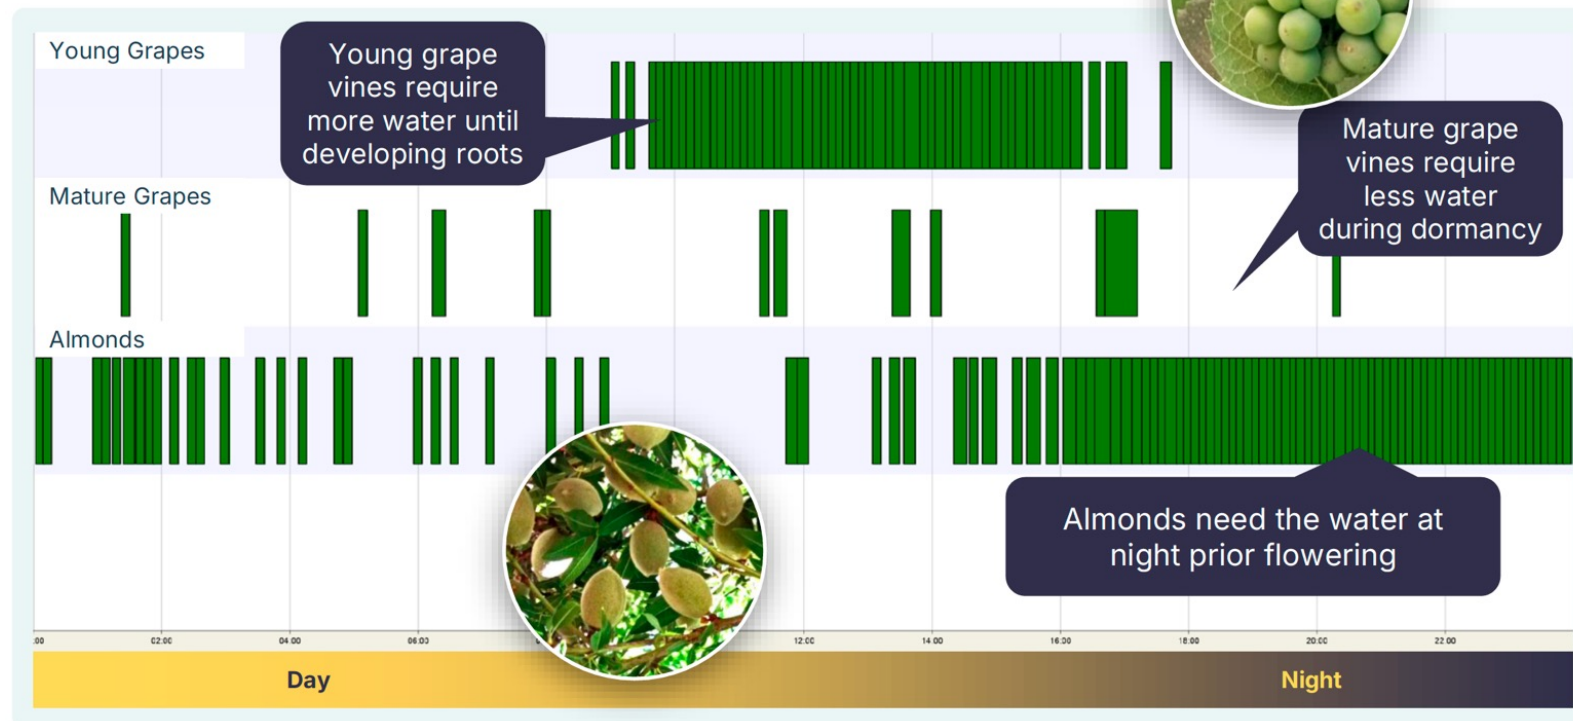 Young Grapes
Young grape
vines require
more water until
developing roots
Mature grape
vines require
less water
during dormancy
Mature Grapes
Almonds
Almonds need the water at
night prior flowering
:00 02:00 04:00 06:00 12:00 14:00 16:00 18:00 20:00 22:00
Day Night